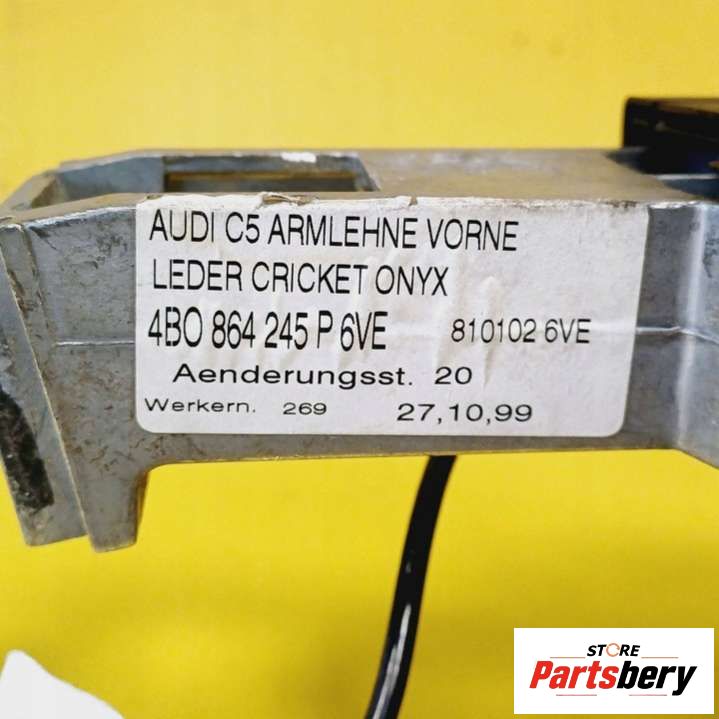 AUDI C5 ARMLEHNE VORNE
LEDER CRICKET ONYX
4BO 864 245 P 6VE 810102 6VE
Aenderungsst. 20
Werkern. 269 27,10,99
STORE
Partsbery